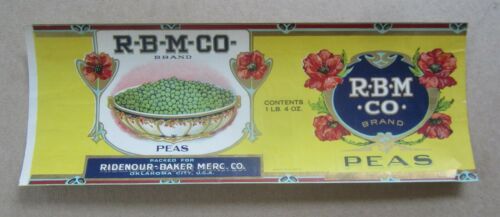 R-B-M-CO-
BRAND
PEAS
PACKED FOR
RIDENOUR-BAKER MERC. CO.
OKLAHOMA CITY, U.S.A.
CONTENTS
1 LB. 4 OZ.
R·B·M
·CO·
BRAND
PEAS